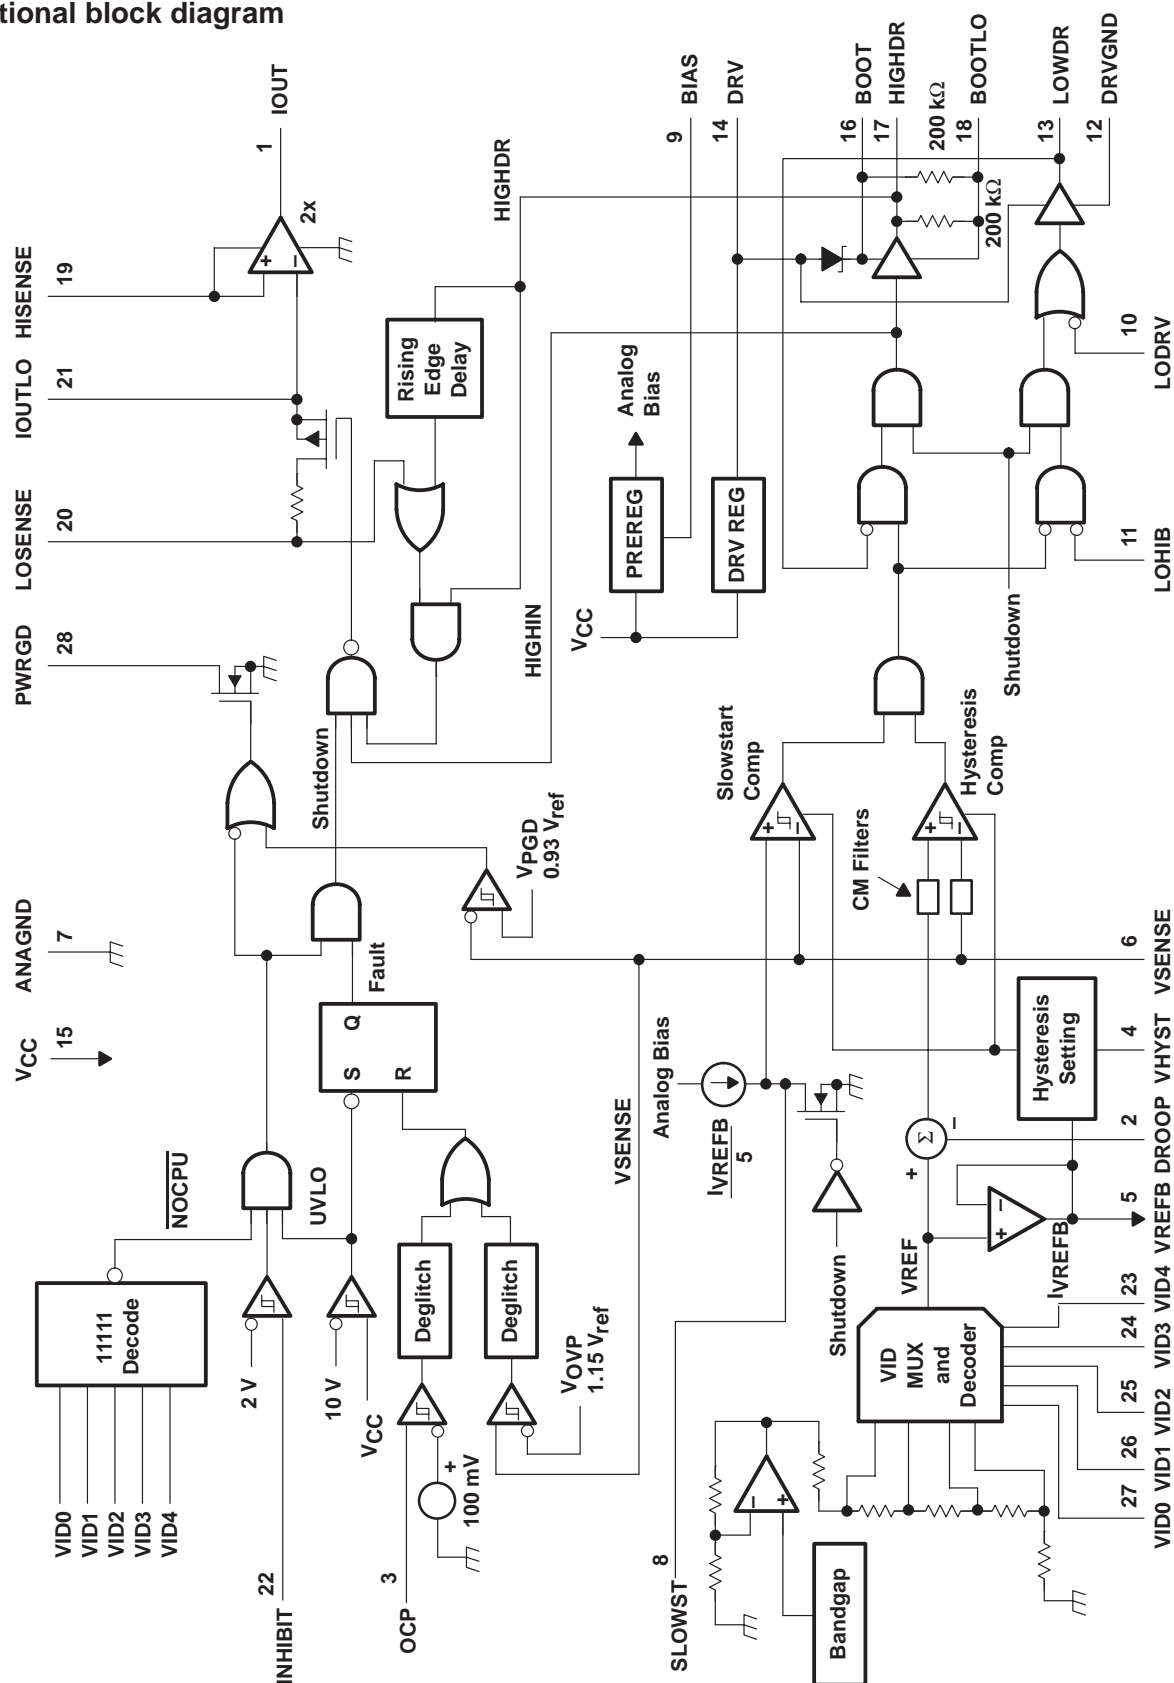 tional block diagram
IOUT
1
2x
HISENSE
19
+
−
IOUTLO
21
LOSENSE
20
Rising
Edge
Delay
HIGHDR
PWRGD
28
Shutdown
HIGHIN
ANAGND
7
VCC
15
Fault
S
Q
R
VPGD
0.93 Vref
NOCPU
UVLO
VSENSE
11111
Decode
2 V
10 V
VCC
Deglitch
Deglitch
VOVP
1.15 Vref
+
100 mV
VID0
VID1
VID2
VID3
VID4
22
INHIBIT
3
OCP
8
SLOWST
BIAS
9
DRV
14
BOOT
16
HIGHDR
17
200 kΩ
BOOTLO
18
200 kΩ
LOWDR
13
DRVGND
12
Analog
Bias
PREREG
DRV REG
VCC
10
LODRV
11
LOHIB
Shutdown
Slowstart
Comp
+
−
Hysteresis
Comp
+
−
CM Filters
6
VSENSE
Analog Bias
IVREFB
5
Hysteresis
Setting
4
VHYST
2
DROOP
Σ
+
−
−
+
5
VREFB
IVREFB
VREF
Shutdown
VID
MUX
and
Decoder
23
VID4
24
VID3
25
VID2
26
VID1
27
VID0
−
+
Bandgap